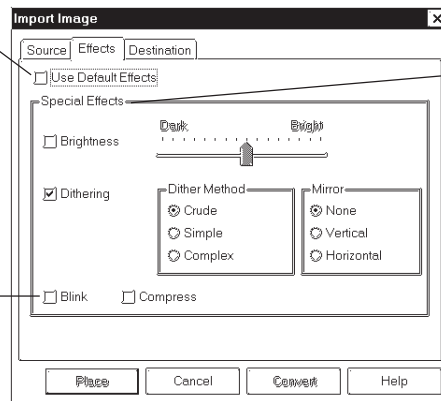 Import Image
Source Effects Destination
Use Default Effects
Special Effects
Dark Bright
Brightness
Dithering
Dither Method
Mirror
Crude
None
Simple
Vertical
Complex
Horizontal
Blink Compress
Place Cancel Convert Help